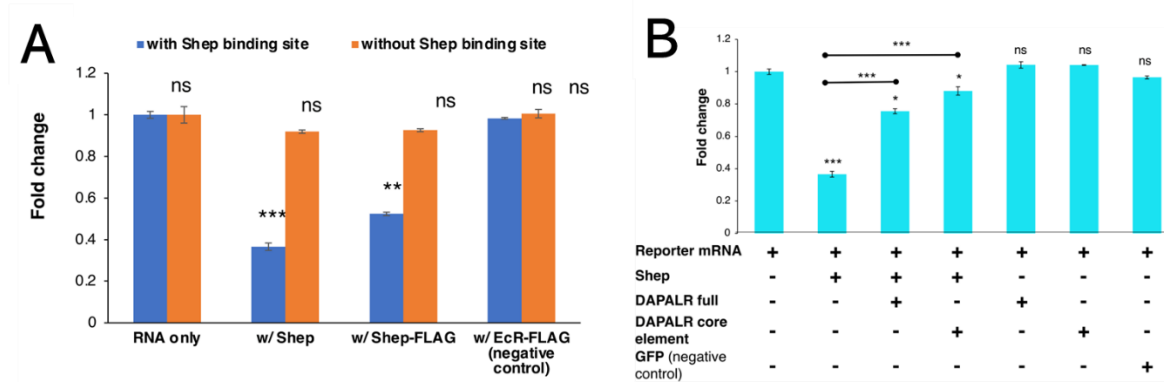 A
with Shep binding site without Shep binding site
Fold change
1.2
1
0.8
0.6
0.4
0.2
0
ns
ns
ns
ns ns
***
**
RNA only w/ Shep w/ Shep-FLAG w/ EcR-FLAG
(negative
control)
B
Fold change
1.2
1
0.8
0.6
0.4
0.2
0
***
***
***
*
*
ns
ns
ns
Reporter mRNA + + + + + + +
Shep - + + + - - -
DAPALR full - - + - + - -
DAPALR core
element - - - + - + -
GFP (negative
control) - - - - - - +